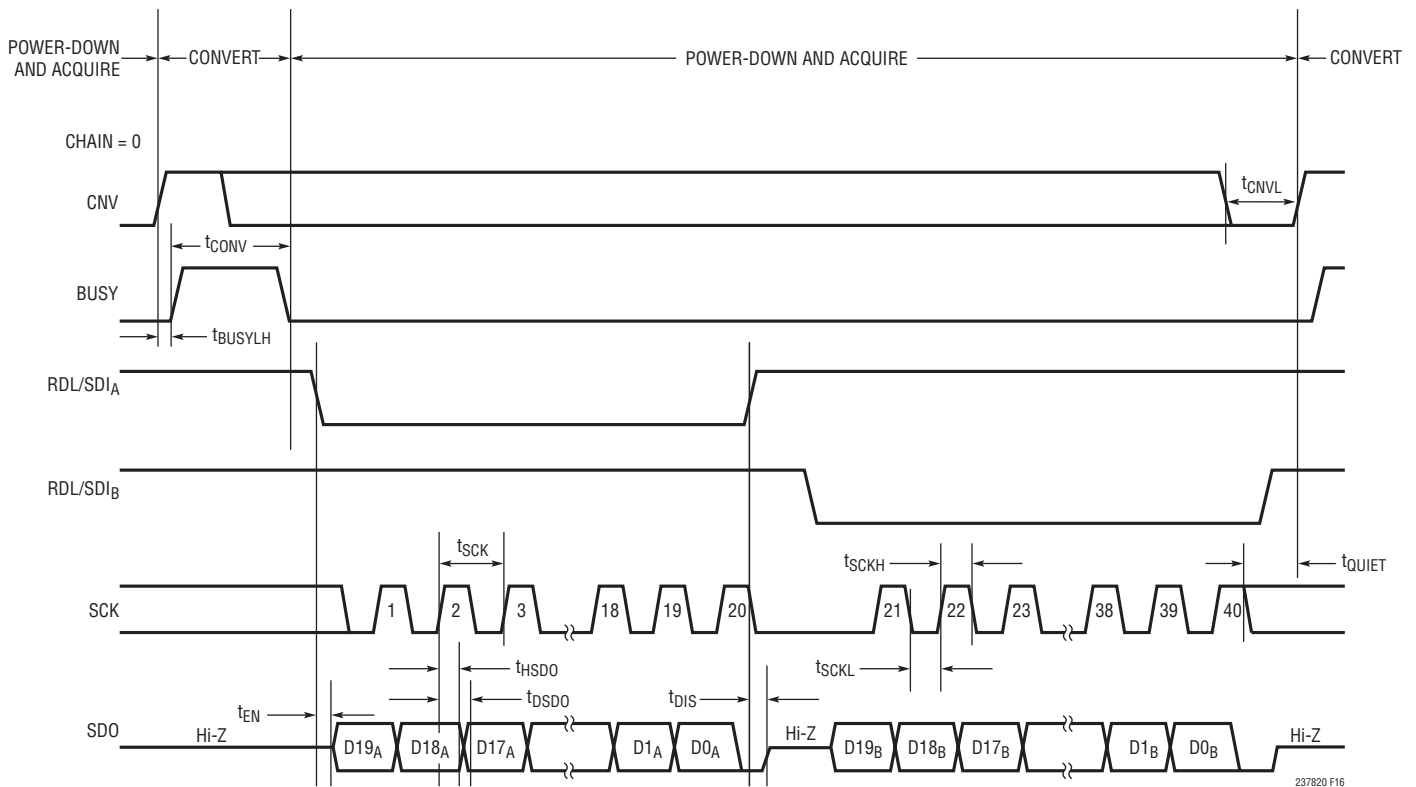 POWER-DOWN
AND ACQUIRE
CONVERT
POWER-DOWN AND ACQUIRE
CONVERT
CHAIN = 0
CNV
tCNVL
tCONV
BUSY
tBUSYLH
RDL/SDIA
RDL/SDIB
tSCK
tSCKH
tQUIET
SCK
1
2
3
18
19
20
21
22
23
38
39
40
tHSDO
tSCKL
tDSDO
tDIS
tEN
SDO
Hi-Z
D19A
D18A
D17A
D1A
D0A
Hi-Z
D19B
D18B
D17B
D1B
D0B
Hi-Z
237820 F16